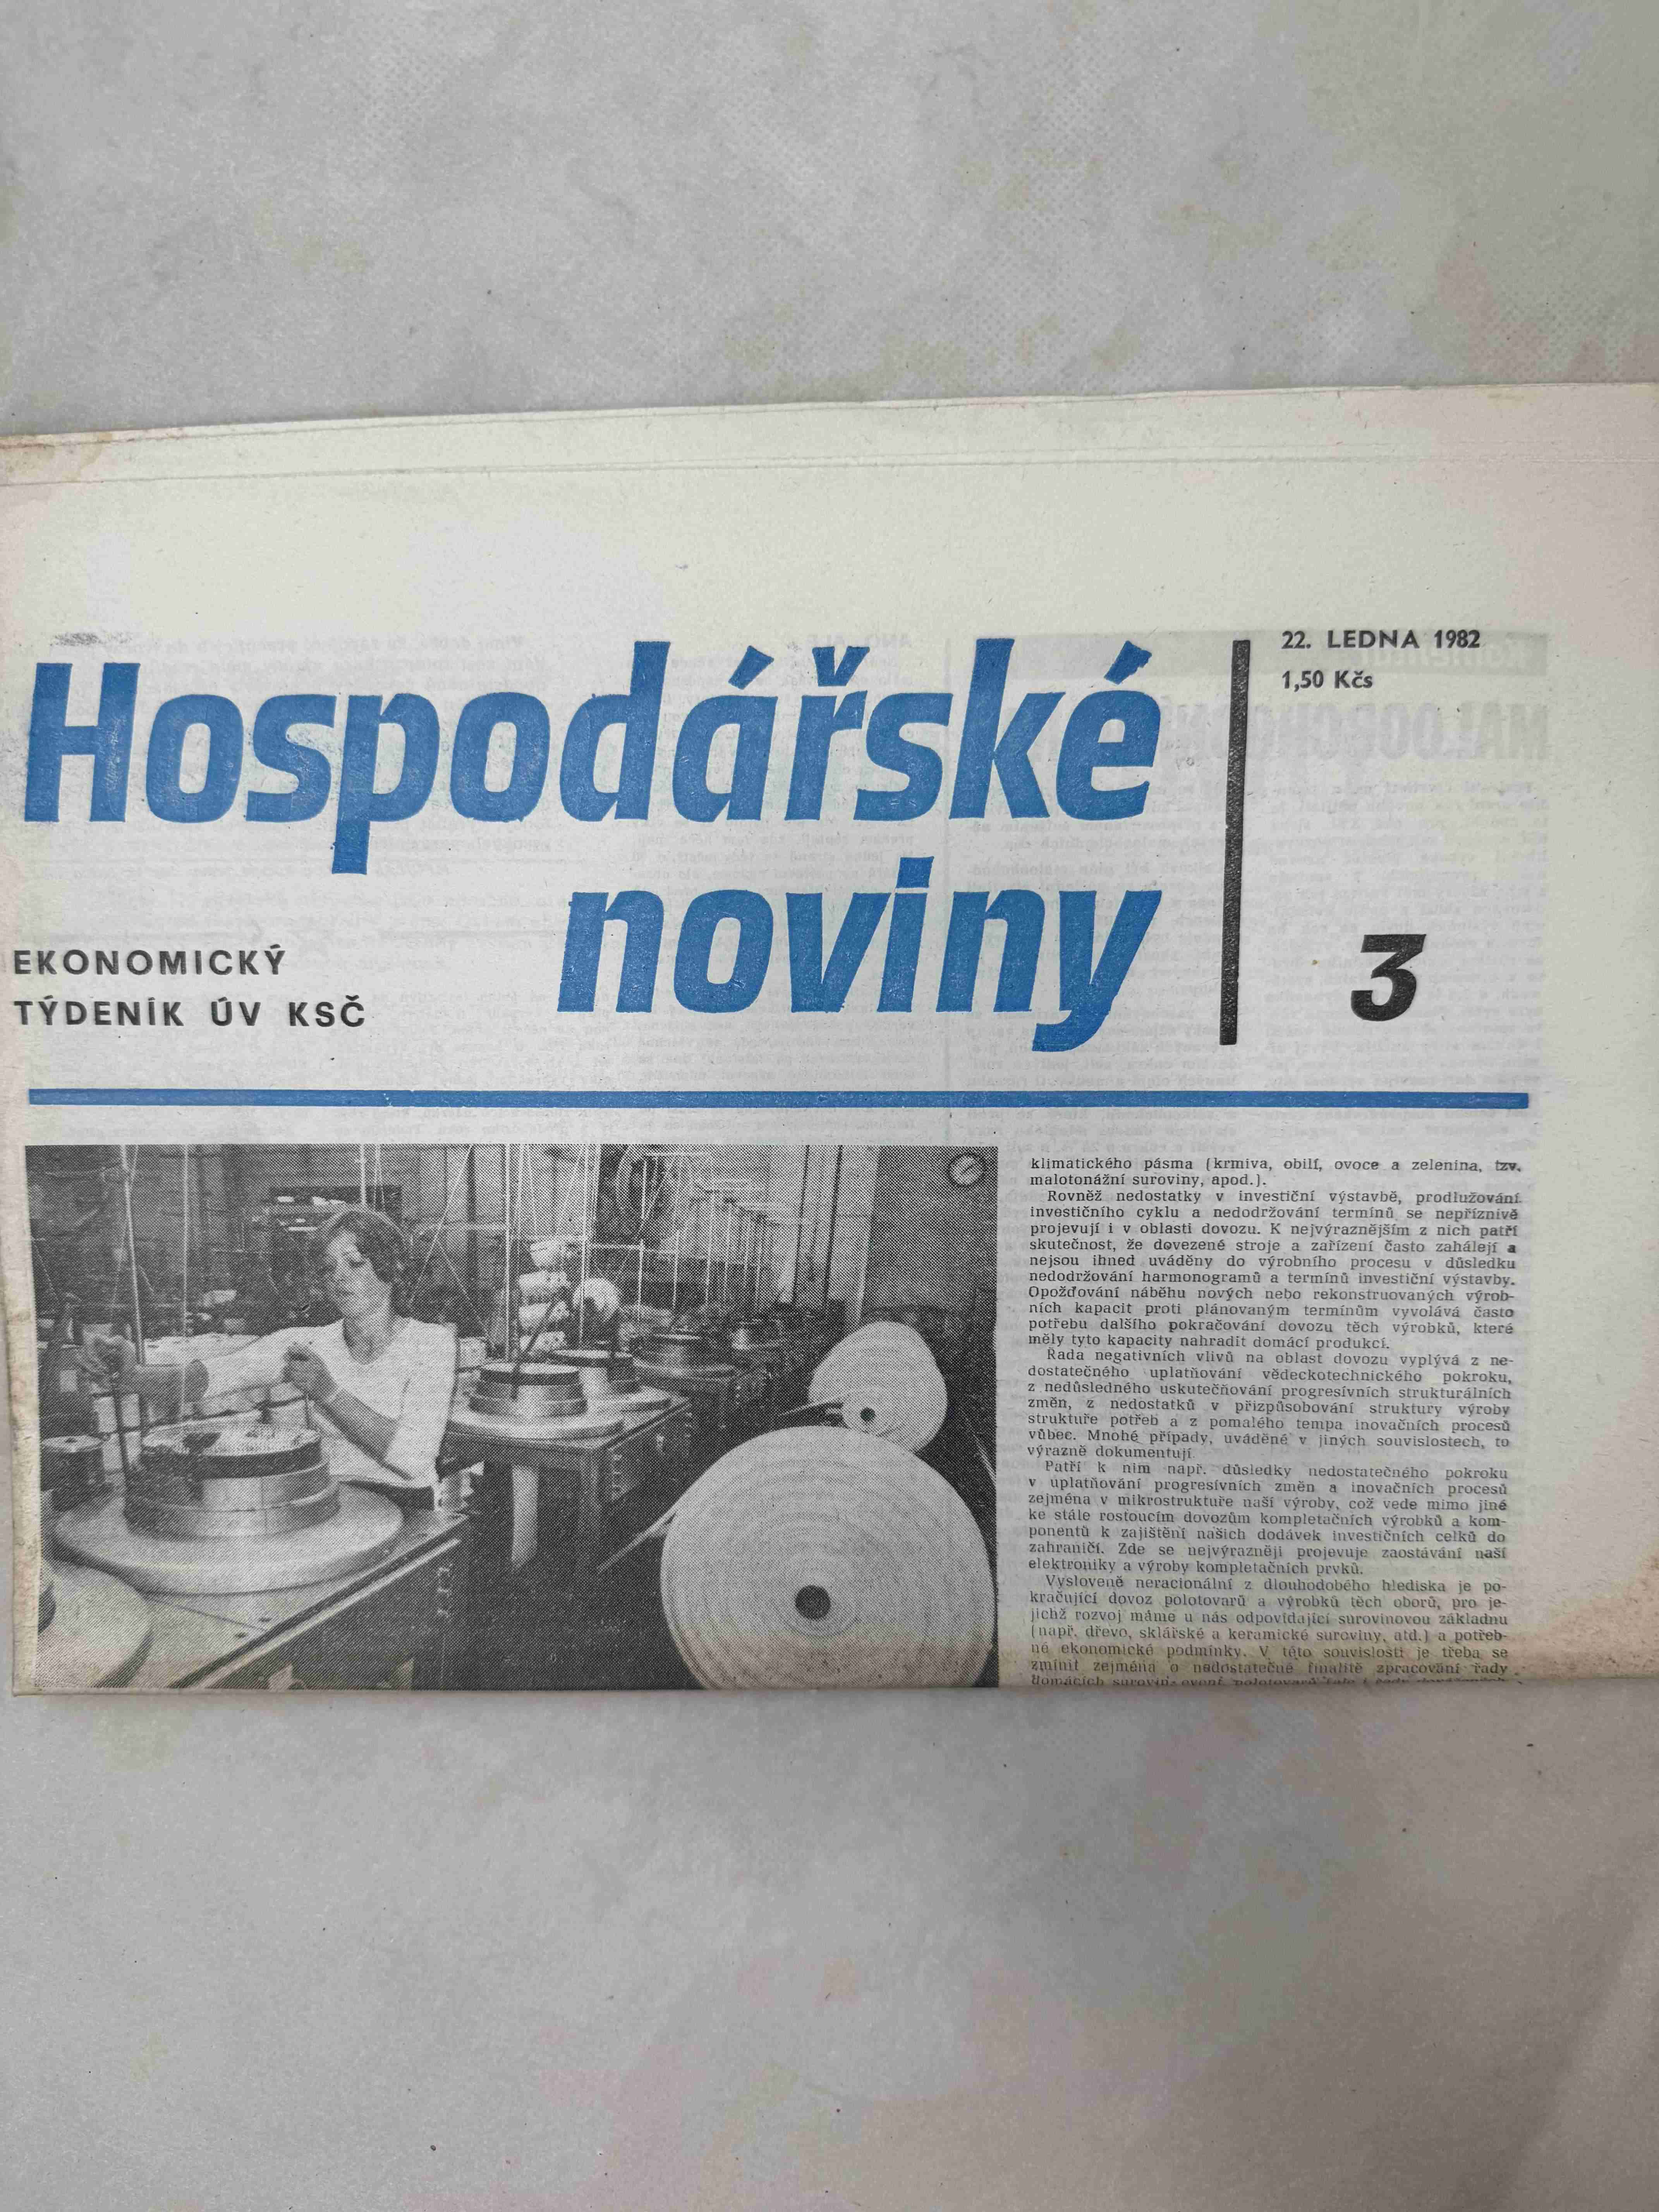 Hospodářské
noviny
EKONOMICKÝ
TÝDENÍK ÚV KSČ
22. LEDNA 1982
1,50 Kčs
3
klimatického pásma (krmiva, obilí, ovoce a zelenina, tzv.
malotonážní suroviny, apod.).
Rovněž nedostatky v investiční výstavbě, prodlužování
investičního cyklu a nedodržování termínů se nepříznivě
projevují i v oblasti dovozu. K nejvýraznějším z nich patří
skutečnost, že dovezené stroje a zařízení často zahálejí a
nejsou ihned uváděny do výrobního procesu v důsledku
nedodržování harmonogramů a termínů investiční výstavby.
Opožďování náběhu nových nebo rekonstruovaných výrob-
ních kapacit proti plánovaným termínům vyvolává často
potřebu dalšího pokračování dovozu těch výrobků, které
měly tyto kapacity nahradit domácí produkcí.
Řada negativních vlivů na oblast dovozu vyplývá z ne-
dostatečného uplatňování vědeckotechnického pokroku,
z nedůsledného uskutečňování progresívních strukturálních
změn, z nedostatků v přizpůsobování struktury výroby
struktuře potřeb a z pomalého tempa inovačních procesů
vůbec. Mnohé případy, uváděné v jiných souvislostech, to
výrazně dokumentují.
Patří k nim např. důsledky nedostatečného pokroku
v uplatňování progresívních změn a inovačních procesů
zejména v mikrostruktuře naší výroby, což vede mimo jiné
ke stále rostoucím dovozům kompletačních výrobků a kom-
ponentů k zajištění našich dodávek investičních celků do
zahraničí. Zde se nejvýrazněji projevuje zaostávání naší
elektroniky a výroby kompletačních prvků.
Vysloveně neracionální z dlouhodobého hlediska je po-
kračující dovoz polotovarů a výrobků těch oborů, pro je-
jichž rozvoj máme u nás odpovídající surovinovou základnu
(např. dřevo, sklářské a keramické suroviny, atd.) a potřeb-
né ekonomické podmínky. V této souvislosti je třeba se
zmínit zejména o nedostatečné finalitě zpracování řady
domácích surovin, event. polotovarů